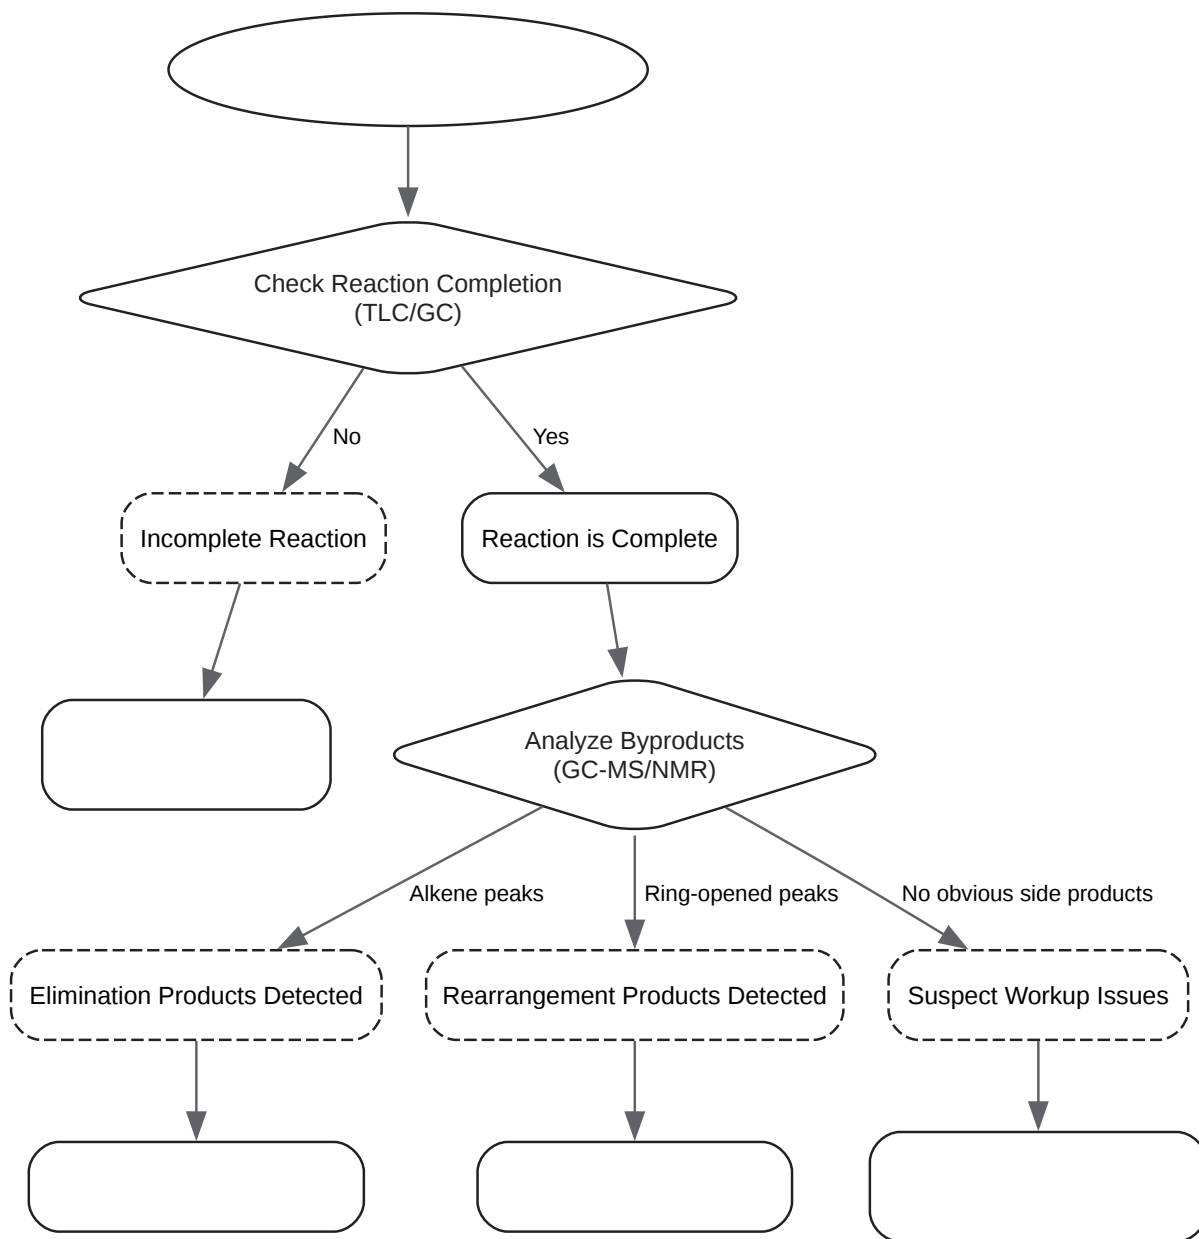 Check Reaction Completion
(TLC/GC)
No
Yes
Incomplete Reaction
Reaction is Complete
Analyze Byproducts
(GC-MS/NMR)
Alkene peaks
Ring-opened peaks
No obvious side products
Elimination Products Detected
Rearrangement Products Detected
Suspect Workup Issues